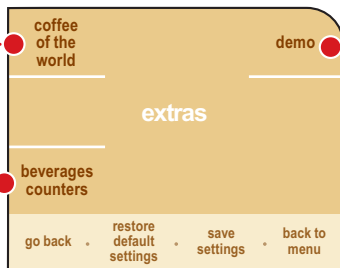 coffee
of the
world
demo
extras
beverages
counters
go back
restore
default
settings
save
settings
back to
menu